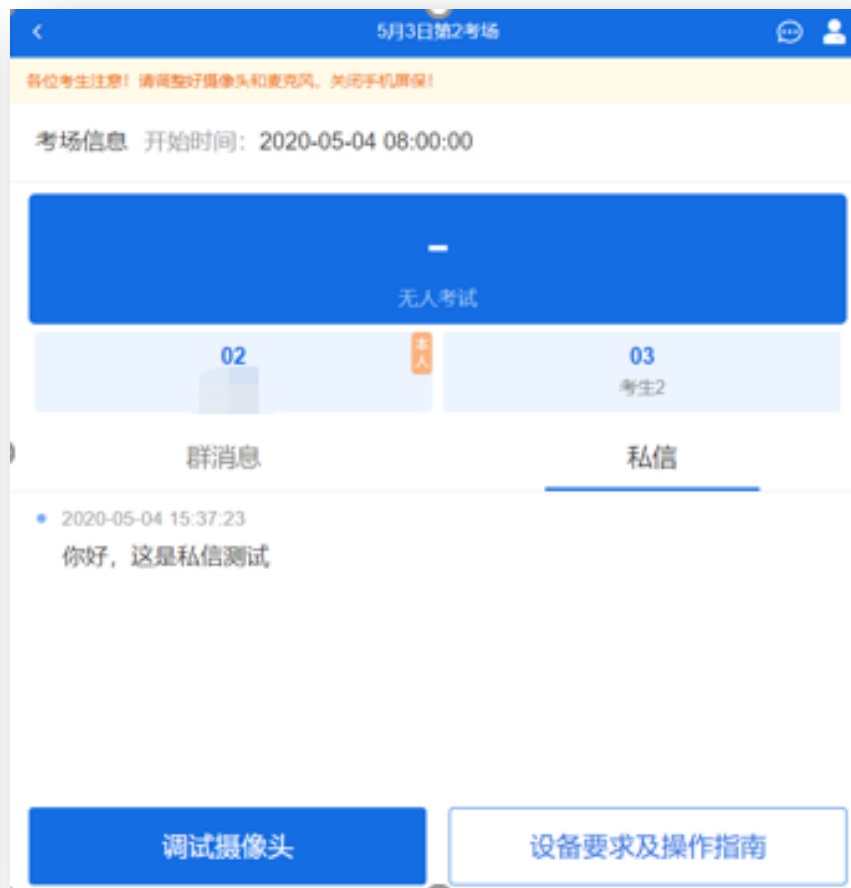 5月3日第2考场
各位考生注意！请调整好摄像头和麦克风，关闭手机屏保！
考场信息 开始时间：2020-05-04 08:00:00
-
无人考试
02 本人 03
考生2
群消息 私信
2020-05-04 15:37:23
你好，这是私信测试
调试摄像头 设备要求及操作指南